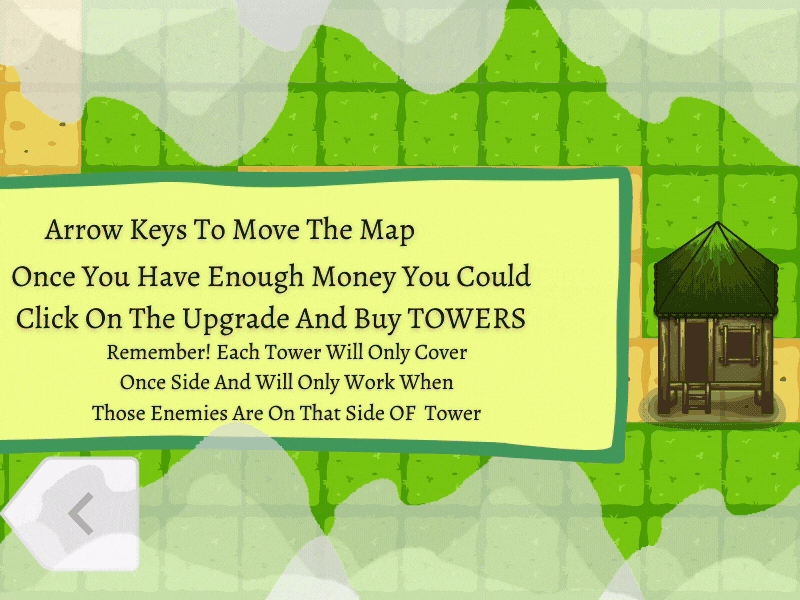 Arrow Keys To Move The Map
Once You Have Enough Money You Could
Click On The Upgrade And Buy TOWERS
Remember! Each Tower Will Only Cover
Once Side And Will Only Work When
Those Enemies Are On That Side OF Tower